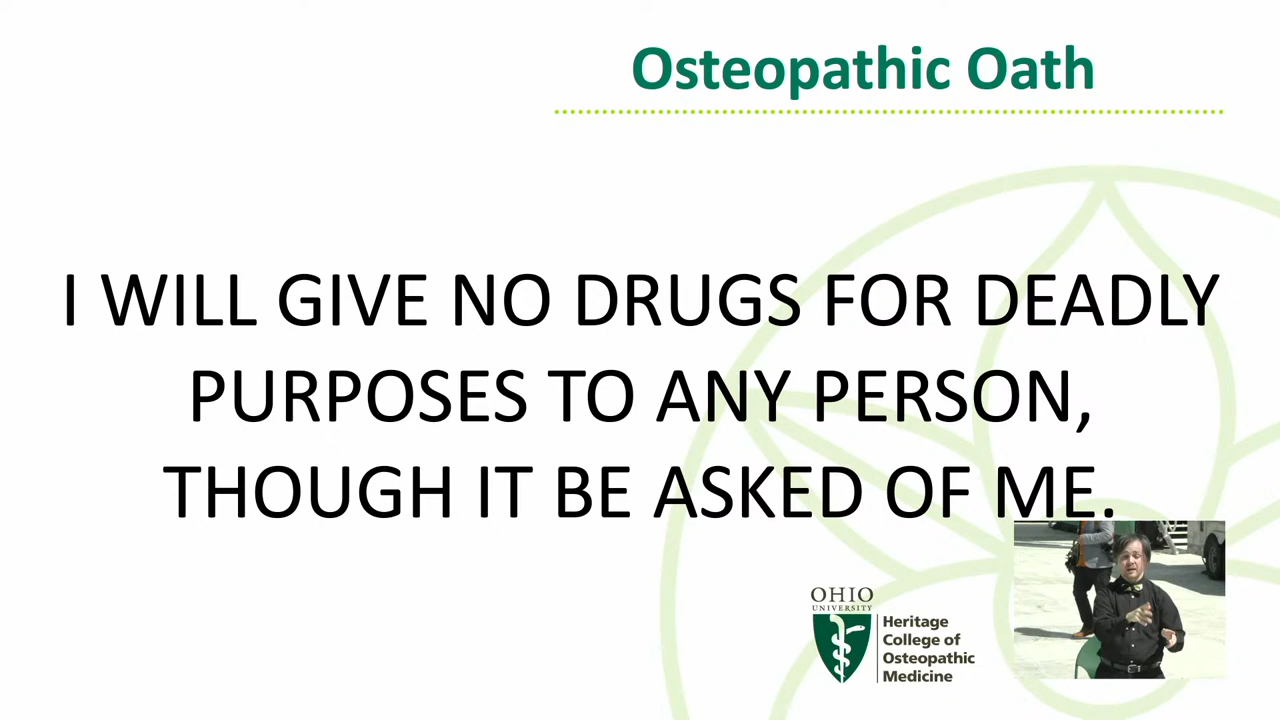 Osteopathic Oath
I WILL GIVE NO DRUGS FOR DEADLY
PURPOSES TO ANY PERSON,
THOUGH IT BE ASKED OF ME.
OHIO
UNIVERSITY
Heritage
College of
Osteopathic
Medicine